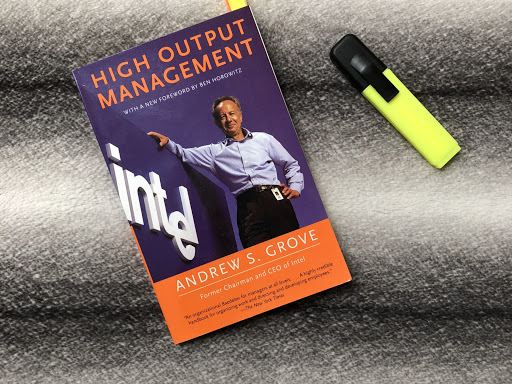 HIGH OUTPUT
MANAGEMENT
WITH A NEW FOREWORD BY BEN HOROWITZ
intel
ANDREW S. GROVE
Former Chairman and CEO of Intel
"An organizational Baedeker for managers at all levels. . . . A highly credible
handbook for organizing work and directing and developing employees."
—The New York Times